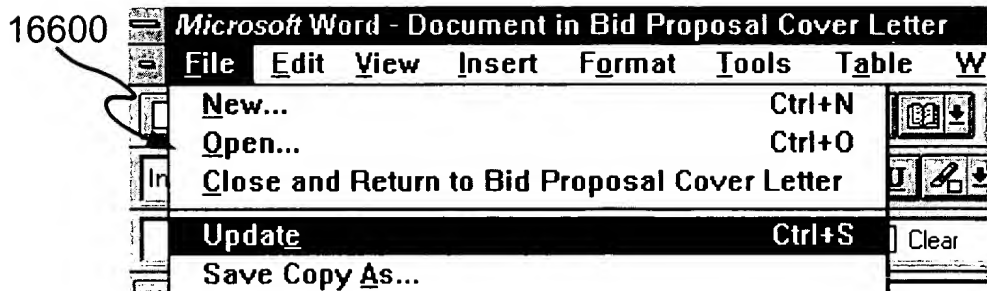 16600
Microsoft Word - Document in Bid Proposal Cover Letter
File Edit View Insert Format Tools Table W
New... Ctrl+N
Open... Ctrl+O
In
Close and Return to Bid Proposal Cover Letter U
Update Ctrl+S Clear
Save Copy As...